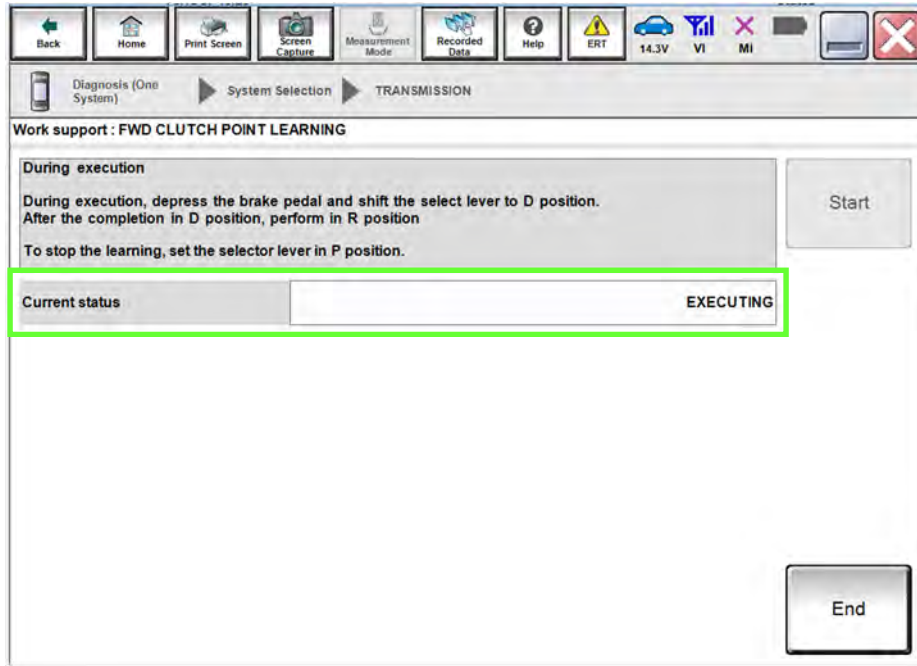 Back
Home
Print Screen
Screen Capture
Measurement Mode
Recorded Data
Help
ERT
14.3V
VI
MI
Diagnosis (One System)
System Selection
TRANSMISSION
Work support : FWD CLUTCH POINT LEARNING
During execution
During execution, depress the brake pedal and shift the select lever to D position.
After the completion in D position, perform in R position
To stop the learning, set the selector lever in P position.
Start
Current status
EXECUTING
End